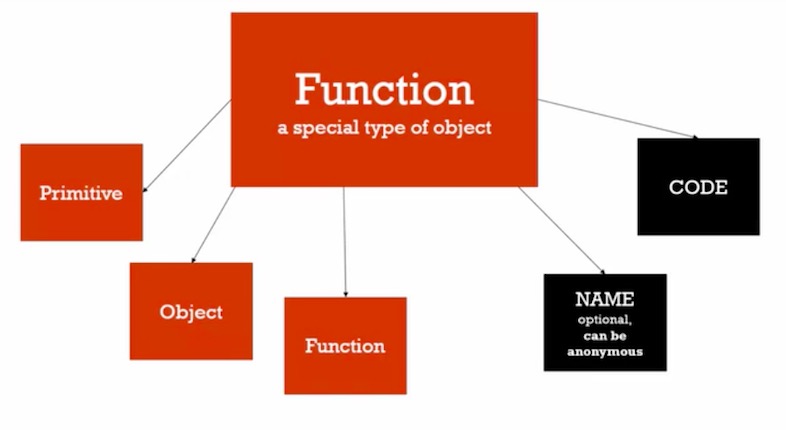 Function
a special type of object
Primitive
Object
Function
NAME
optional,
can be
anonymous
CODE